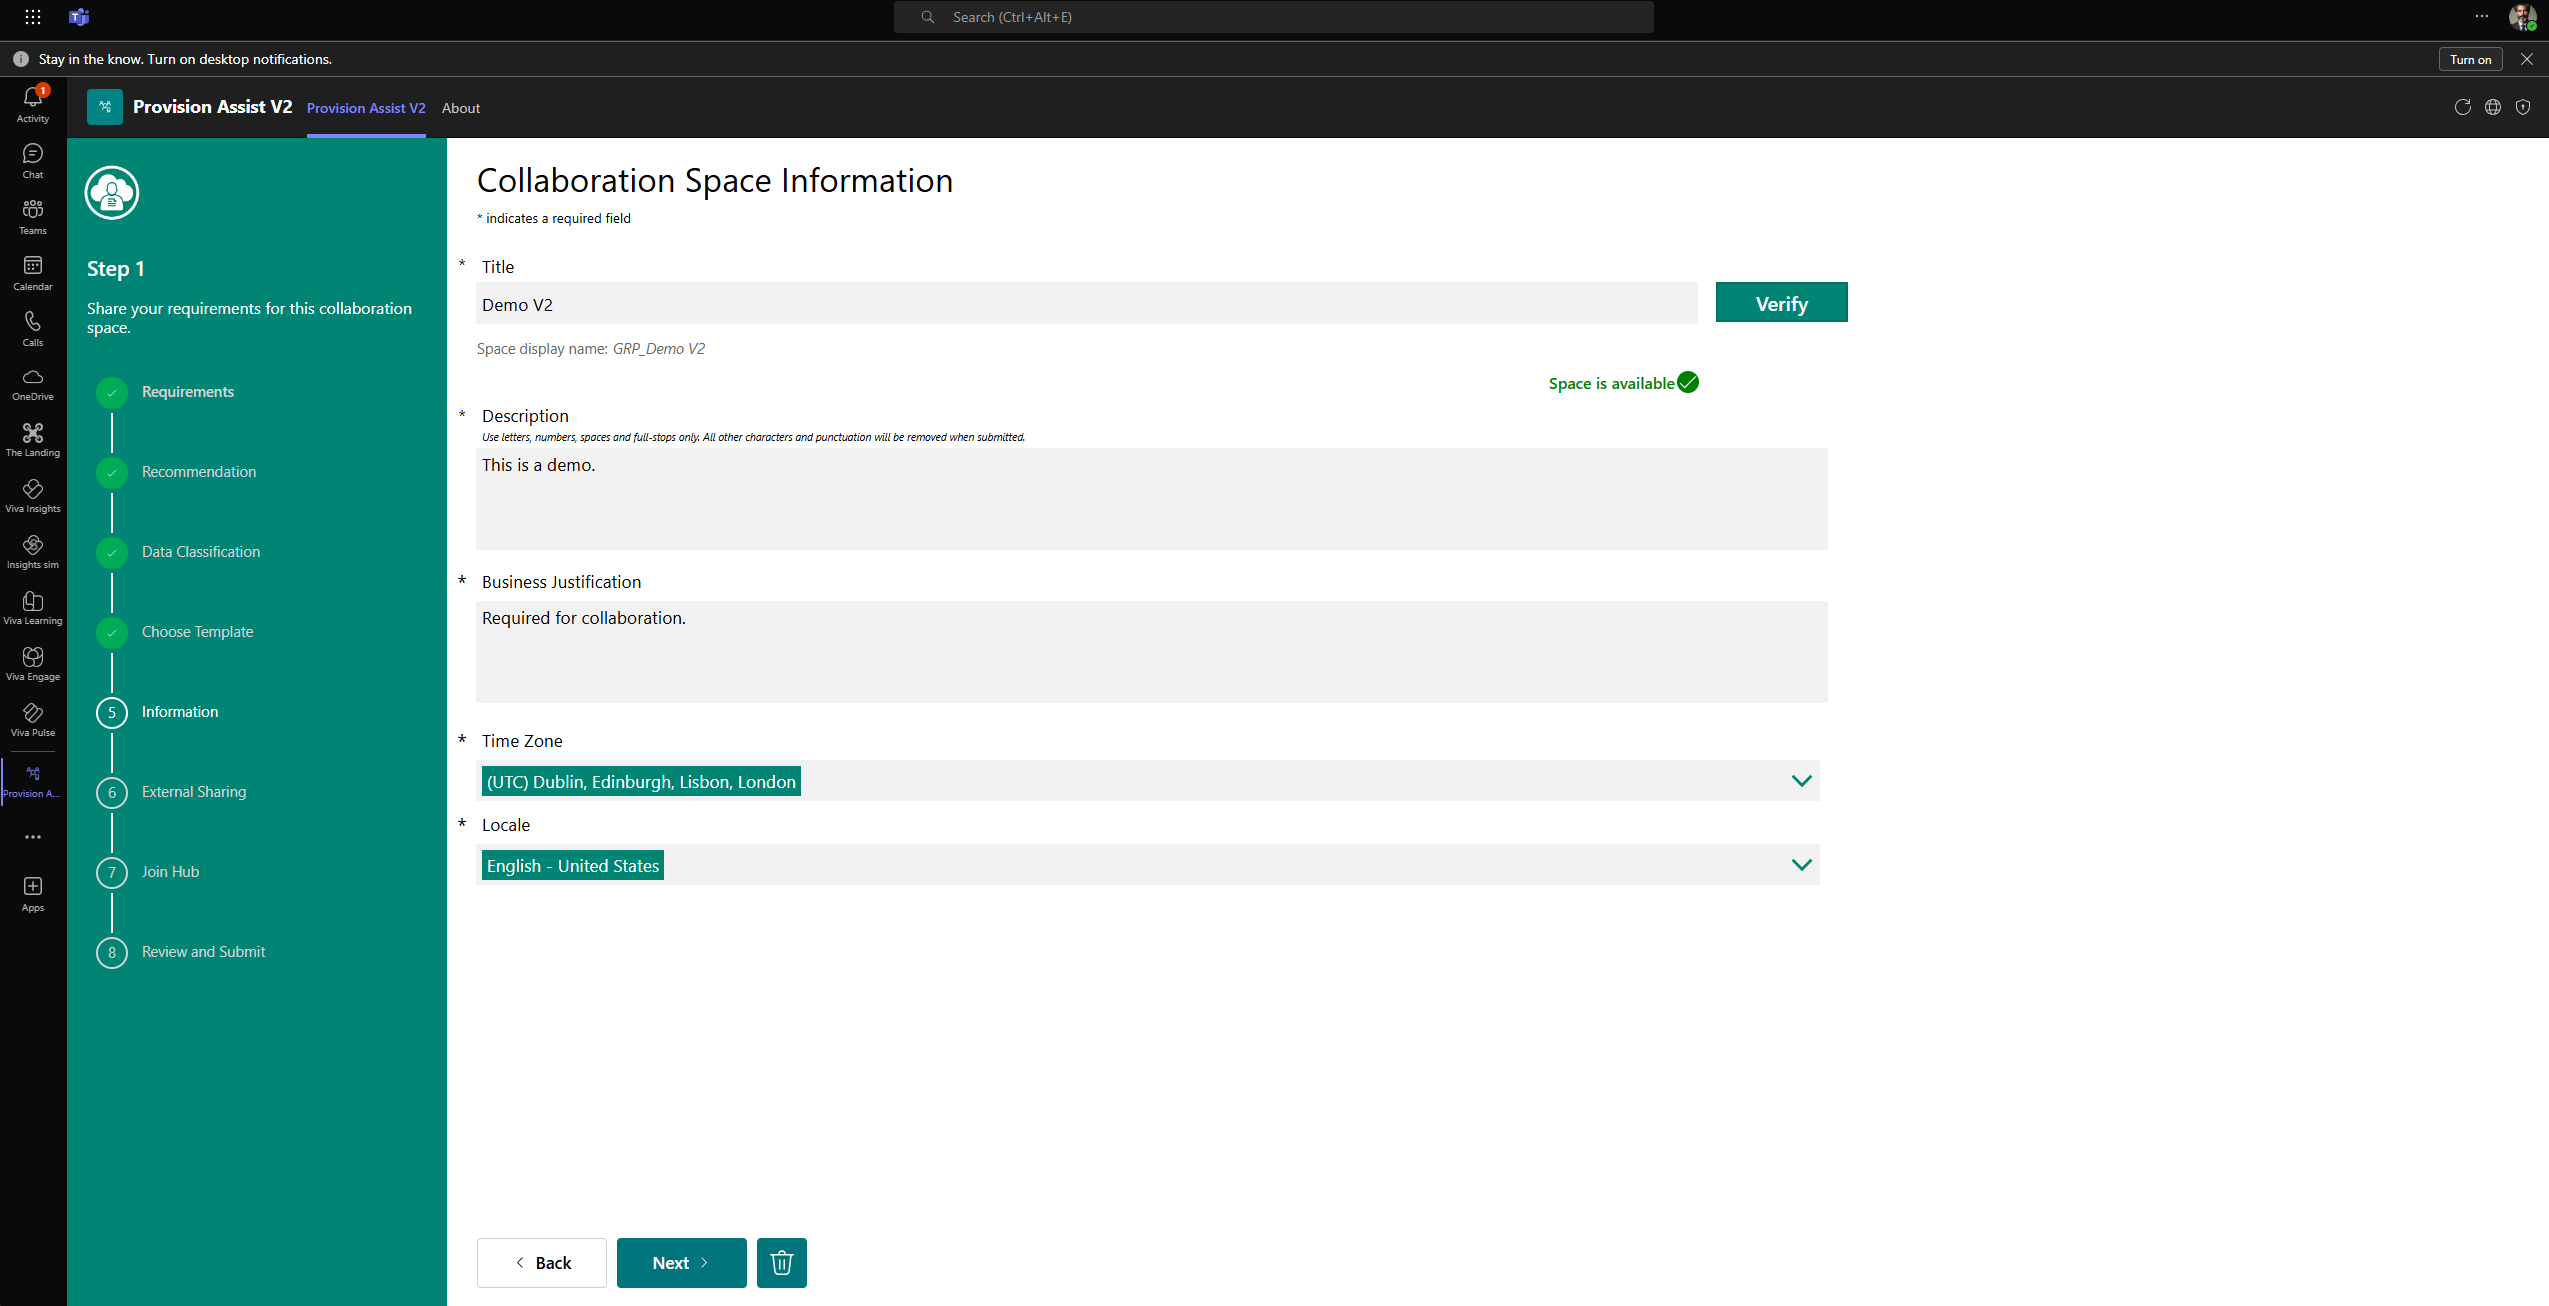 Search (Ctrl+Alt+E)
Stay in the know. Turn on desktop notifications.
Turn on
1
Activity
Chat
Teams
Calendar
Calls
OneDrive
The Landing
Viva Insights
Insights sim
Viva Learning
Viva Engage
Viva Pulse
Provision A...
Apps
Provision Assist V2
Provision Assist V2
About
Step 1
Share your requirements for this collaboration
space.
Requirements
Recommendation
Data Classification
Choose Template
5 Information
6 External Sharing
7 Join Hub
8 Review and Submit
Collaboration Space Information
* indicates a required field
* Title
Demo V2
Verify
Space display name: GRP_Demo V2
Space is available
* Description
Use letters, numbers, spaces and full-stops only. All other characters and punctuation will be removed when submitted.
This is a demo.
* Business Justification
Required for collaboration.
* Time Zone
(UTC) Dublin, Edinburgh, Lisbon, London
* Locale
English - United States
Back
Next